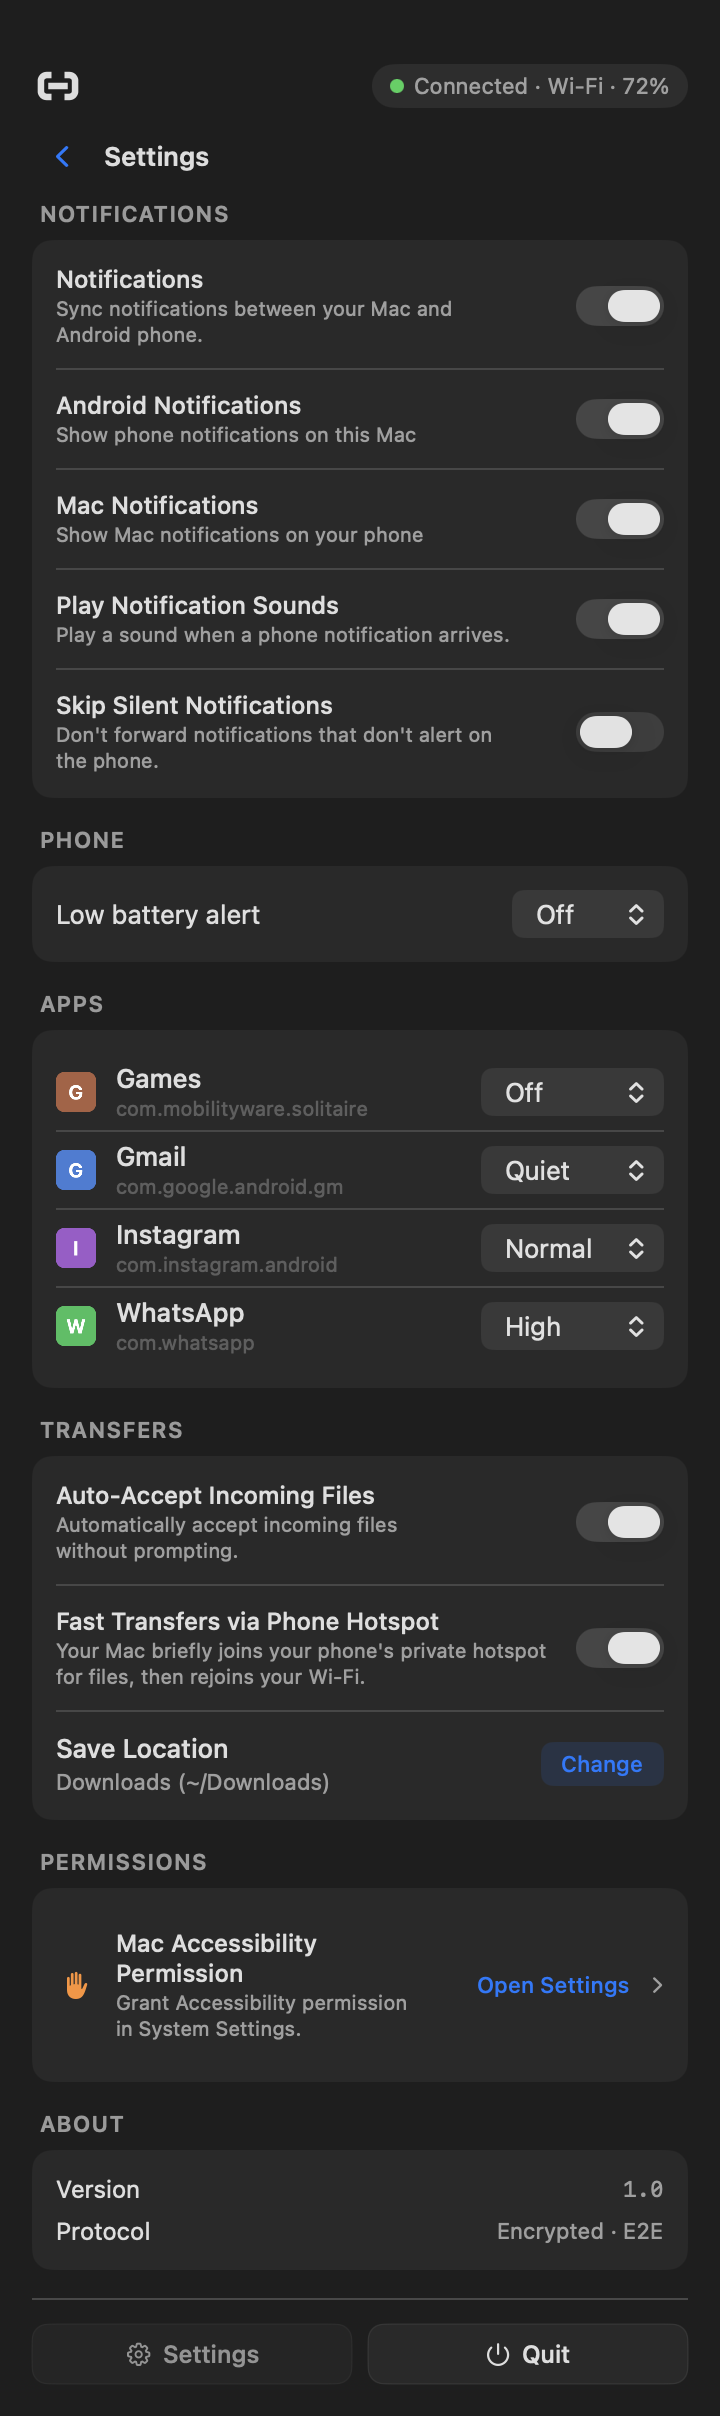 Connected · Wi-Fi · 72%
Settings
NOTIFICATIONS
Notifications
Sync notifications between your Mac and
Android phone.
Android Notifications
Show phone notifications on this Mac
Mac Notifications
Show Mac notifications on your phone
Play Notification Sounds
Play a sound when a phone notification arrives.
Skip Silent Notifications
Don't forward notifications that don't alert on
the phone.
PHONE
Low battery alert
Off
APPS
G
Games
com.mobilityware.solitaire
Off
G
Gmail
com.google.android.gm
Quiet
I
Instagram
com.instagram.android
Normal
W
WhatsApp
com.whatsapp
High
TRANSFERS
Auto-Accept Incoming Files
Automatically accept incoming files
without prompting.
Fast Transfers via Phone Hotspot
Your Mac briefly joins your phone's private hotspot
for files, then rejoins your Wi-Fi.
Save Location
Downloads (~/Downloads)
Change
PERMISSIONS
Mac Accessibility
Permission
Grant Accessibility permission
in System Settings.
Open Settings
ABOUT
Version
1.0
Protocol
Encrypted · E2E
Settings
Quit